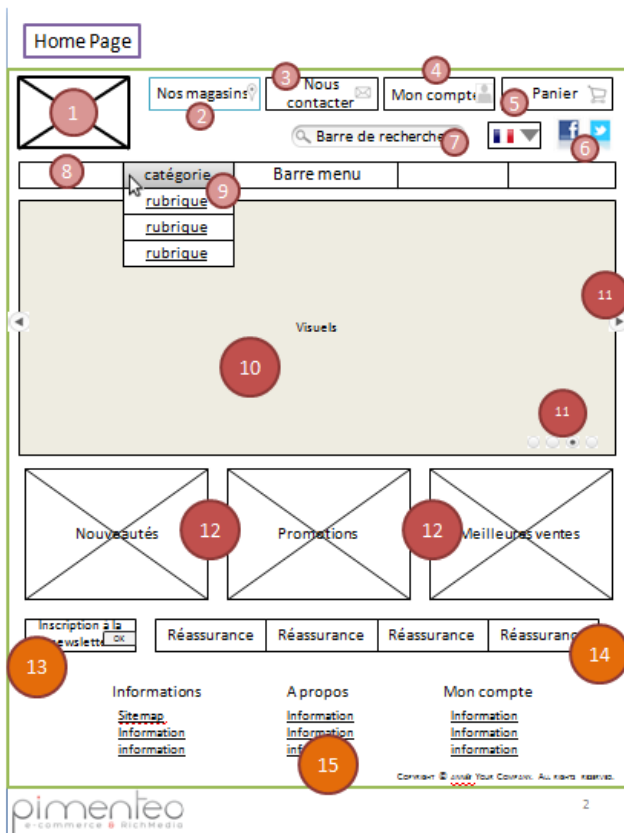 Home Page
1
Nos magasins
2
3
Nous
contacter
4
Mon compte
5
Panier
Barre de recherche
7
6
8
catégorie
Barre menu
9
rubrique
rubrique
rubrique
11
Visuels
10
11
Nouveautés
12
Promotions
12
Meilleures ventes
Inscription à la
newsletter
OK
Réassurance
Réassurance
Réassurance
Réassurance
13
14
Informations
A propos
Mon compte
Sitemap
Information
Information
Information
Information
Information
information
information
information
15
Copyright © année Your Company. All rights reserved.
pimenteo
e-commerce & RichMedia
2